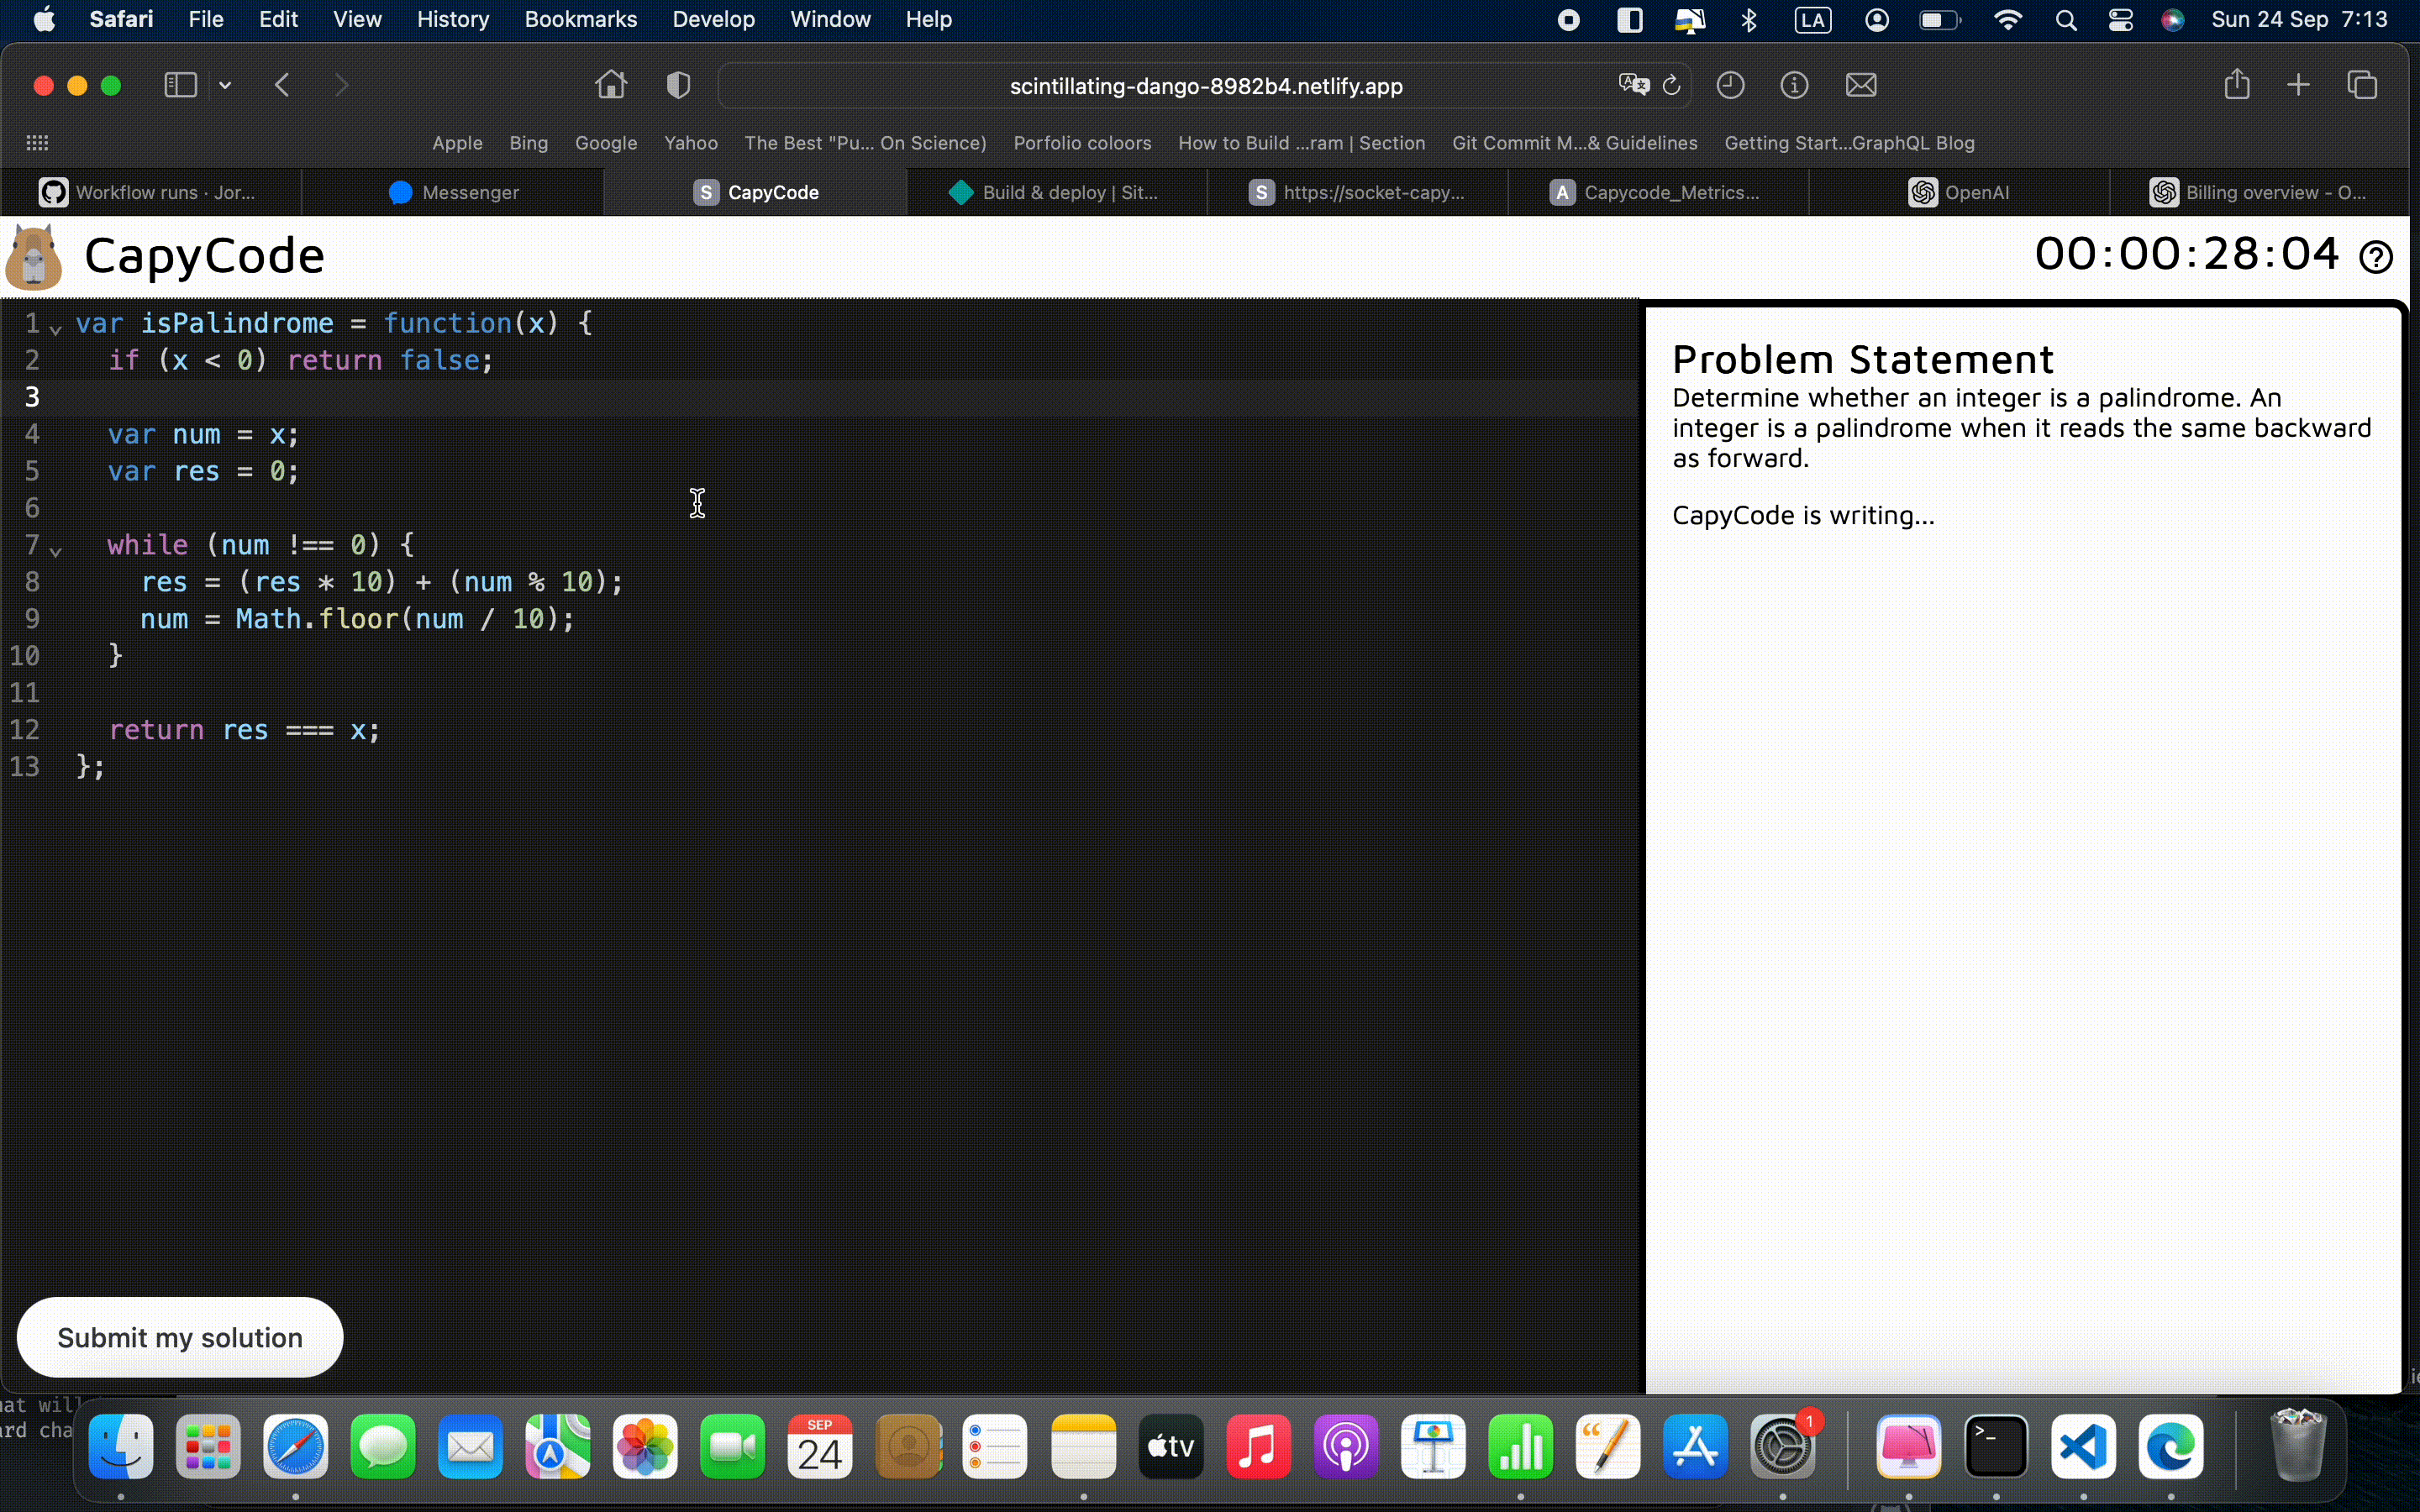 Safari File Edit View History Bookmarks Develop Window Help LA Sun 24 Sep 7:13
scintillating-dango-8982b4.netlify.app
Apple Bing Google Yahoo The Best "Pu... On Science) Porfolio coloors How to Build ...ram | Section Git Commit M...& Guidelines Getting Start...GraphQL Blog
Workflow runs · Jor... Messenger S CapyCode Build & deploy | Sit... S https://socket-capy... A Capycode_Metrics... OpenAI Billing overview - O...
CapyCode 00:00:28:04 ?
1 var isPalindrome = function(x) {
2 if (x < 0) return false;
3
4 var num = x;
5 var res = 0;
6
7 while (num !== 0) {
8 res = (res * 10) + (num % 10);
9 num = Math.floor(num / 10);
10 }
11
12 return res === x;
13 };
Problem Statement
Determine whether an integer is a palindrome. An
integer is a palindrome when it reads the same backward
as forward.
CapyCode is writing...
Submit my solution
rd cha
SEP
24
tv
1